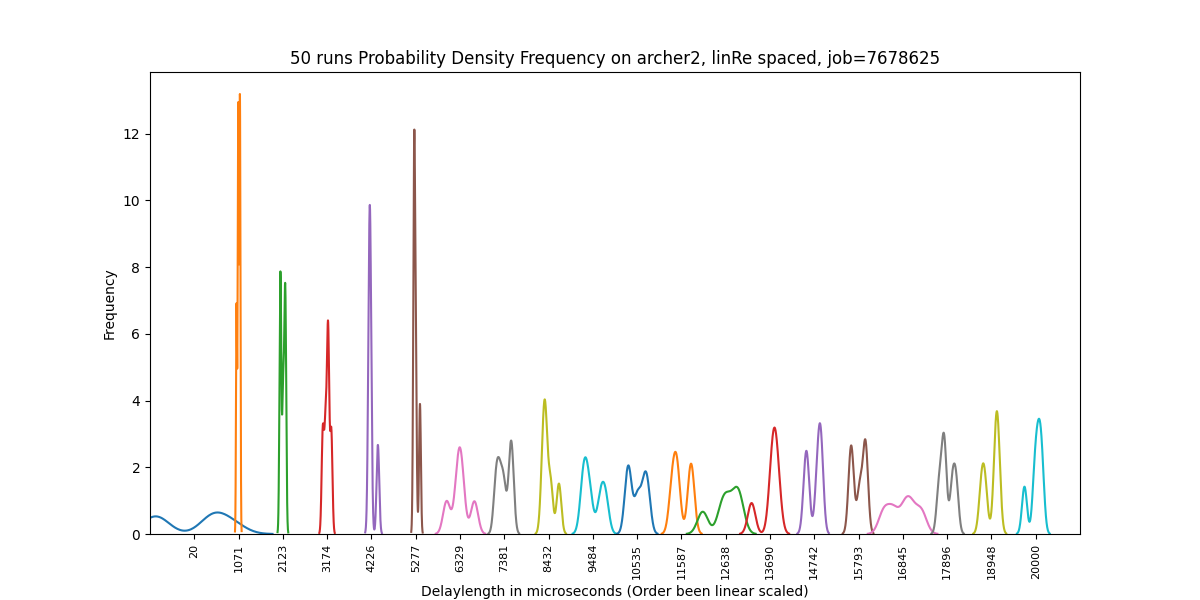 50 runs Probability Density Frequency on archer2, linRe spaced, job=7678625
Frequency
12
10
8
6
4
2
0
20 1071 2123 3174 4226 5277 6329 7381 8432 9484 10535 11587 12638 13690 14742 15793 16845 17896 18948 20000
Delaylength in microseconds (Order been linear scaled)